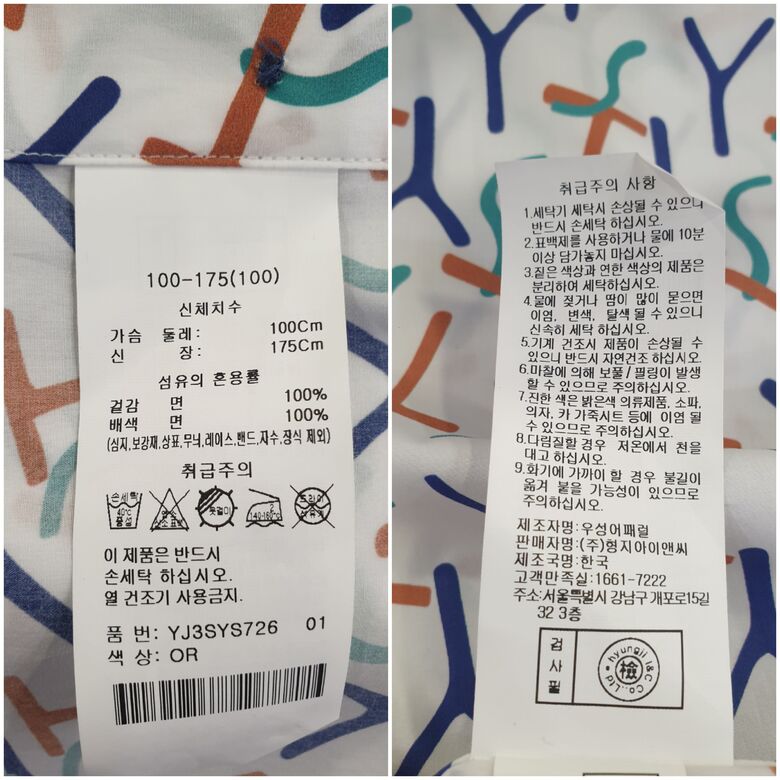 100-175(100)
신체치수
가슴 둘레: 100Cm
신 장: 175Cm
섬유의 혼용률
겉감 면 100%
배색 면 100%
(심지,보강재,상표,무늬,레이스,밴드,자수,장식 제외)
취급주의
손세탁
40℃
중성
염소
산소표백
옷걸이
2
140-160℃
드라이
이 제품은 반드시
손세탁 하십시오.
열 건조기 사용금지.
품 번: YJ3SYS726 01
색 상: OR
취급주의 사항
1.세탁기 세탁시 손상될 수 있으니
반드시 손세탁 하십시오.
2.표백제를 사용하거나 물에 10분
이상 담가놓지 마십시오.
3.짙은 색상과 연한 색상의 제품은
분리하여 세탁하십시오.
4.물에 젖거나 땀이 많이 묻으면
이염, 변색, 탈색 될 수 있으니
신속히 세탁 하십시오.
5.기계 건조시 제품이 손상될 수
있으니 반드시 자연건조 하십시오.
6.마찰에 의해 보풀/필링이 발생
할 수 있으므로 주의하십시오.
7.진한 색은 밝은색 의류제품, 소파,
의자, 카 가죽시트 등에 이염 될
수 있으므로 주의하십시오.
8.다림질할 경우 저온에서 천을
대고 하십시오.
9.화기에 가까이 할 경우 불길이
옮겨 붙을 가능성이 있으므로
주의하십시오.
제조자명:우성어패럴
판매자명:(주)형지아이앤씨
제조국명:한국
고객만족실:1661-7222
주소:서울특별시 강남구 개포로15길
32 3층
검사필
hyungji I&C Co.,Ltd
檢